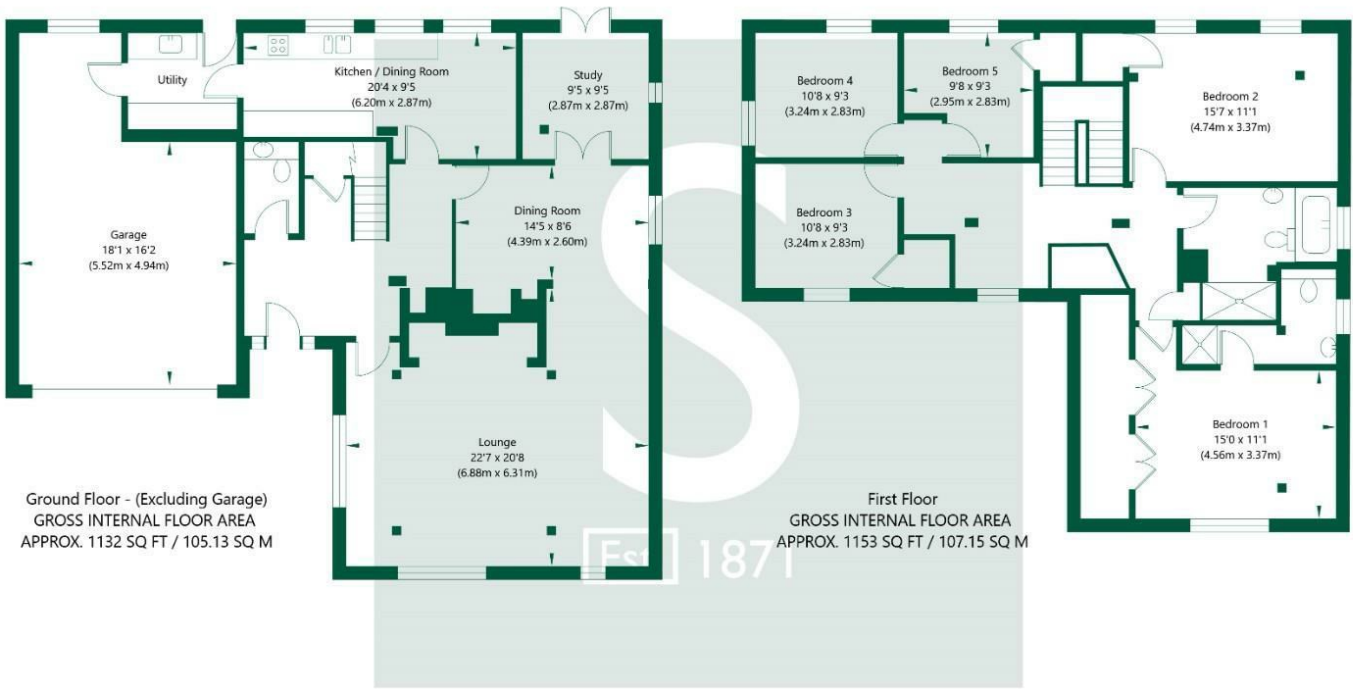 Utility
Kitchen / Dining Room
20'4 x 9'5
(6.20m x 2.87m)
Study
9'5 x 9'5
(2.87m x 2.87m)
Garage
18'1 x 16'2
(5.52m x 4.94m)
Dining Room
14'5 x 8'6
(4.39m x 2.60m)
Lounge
22'7 x 20'8
(6.88m x 6.31m)
Ground Floor - (Excluding Garage)
GROSS INTERNAL FLOOR AREA
APPROX. 1132 SQ FT / 105.13 SQ M
Bedroom 4
10'8 x 9'3
(3.24m x 2.83m)
Bedroom 5
9'8 x 9'3
(2.95m x 2.83m)
Bedroom 2
15'7 x 11'1
(4.74m x 3.37m)
Bedroom 3
10'8 x 9'3
(3.24m x 2.83m)
Bedroom 1
15'0 x 11'1
(4.56m x 3.37m)
First Floor
GROSS INTERNAL FLOOR AREA
APPROX. 1153 SQ FT / 107.15 SQ M
S
Est 1871